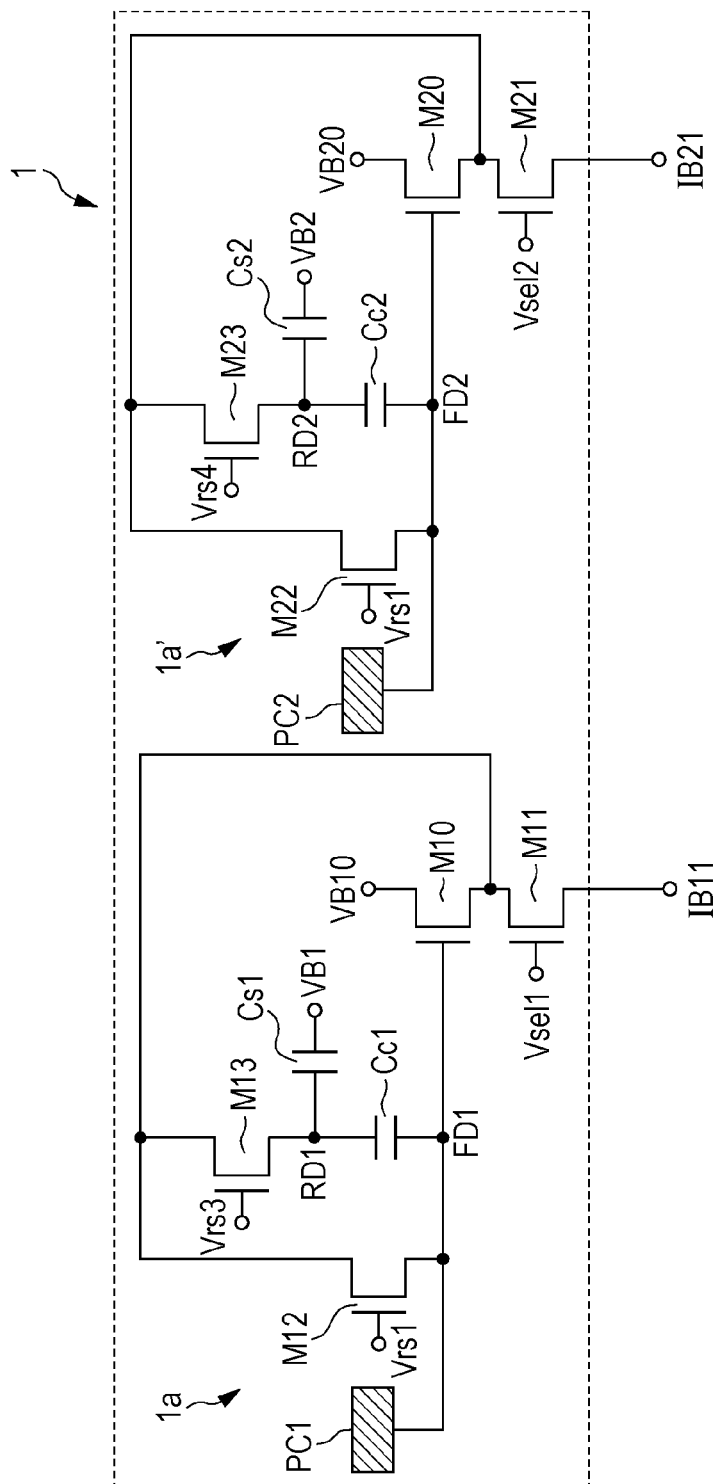 1
1a
PC1
M12
Vrs1
Vrs3
M13
RD1
Cs1
VB1
Cc1
FD1
VB10
M10
M11
Vsel1
IB11
1a'
PC2
M22
Vrs1
Vrs4
M23
RD2
Cs2
VB2
Cc2
FD2
VB20
M20
M21
Vsel2
IB21